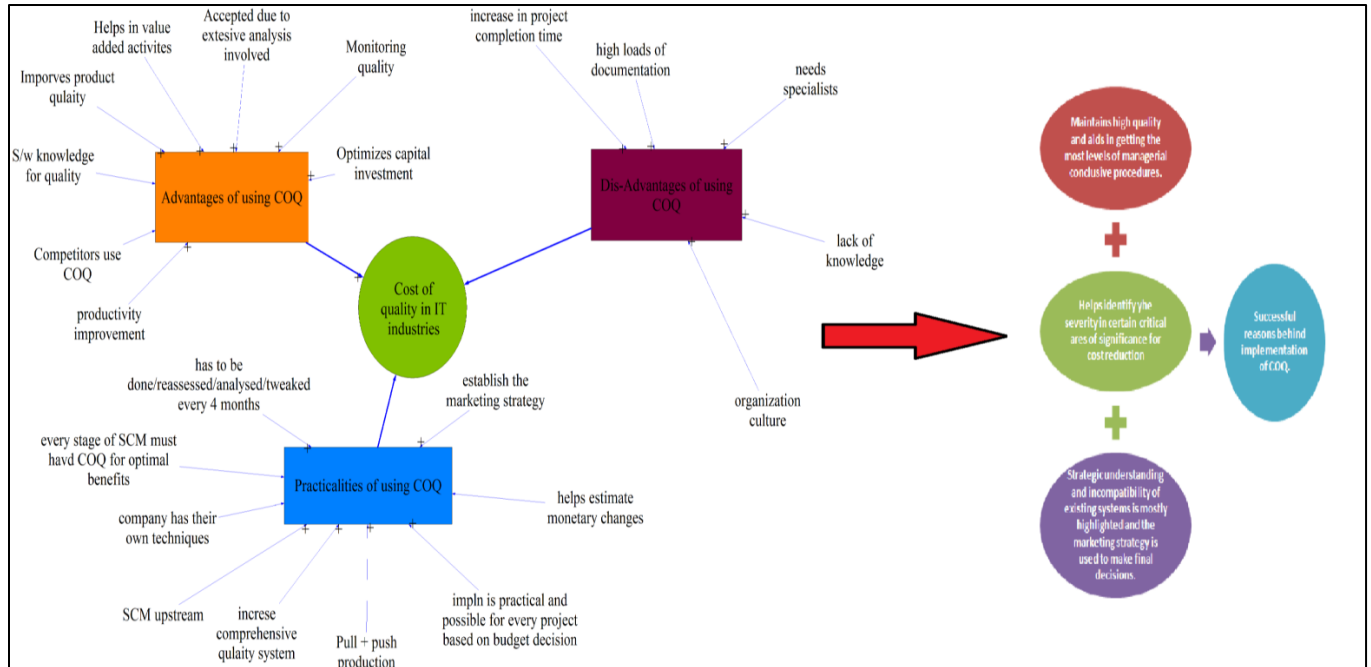 Helps in value
added activites
Accepted due to
extesive analysis
involved
Monitoring
quality
Imporves product
qulaity
S/w knowledge
for quality
Optimizes capital
investment
Advantages of using COQ
Competitors use
COQ
productivity
improvement
increase in project
completion time
high loads of
documentation
needs
specialists
Dis-Advantages of using
COQ
lack of
knowledge
organization
culture
Cost of
quality in IT
industries
has to be
done/reassessed/analysed/tweaked
every 4 months
establish the
marketing strategy
every stage of SCM must
havd COQ for optimal
benefits
Practicalities of using COQ
company has their
own techniques
helps estimate
monetary changes
SCM upstream
increse
comprehensive
qulaity system
Pull + push
production
impln is practical and
possible for every project
based on budget decision
Maintains high quality
and aids in getting the
most levels of managerial
conclusive procedures.
Helps identify yhe
severity in certain critical
ares of significance for
cost reduction
Successful
reasons behind
implementation
of COQ.
Strategic understanding
and incompatibility of
existing systems is mostly
highlighted and the
marketing strategy is
used to make final
decisions.